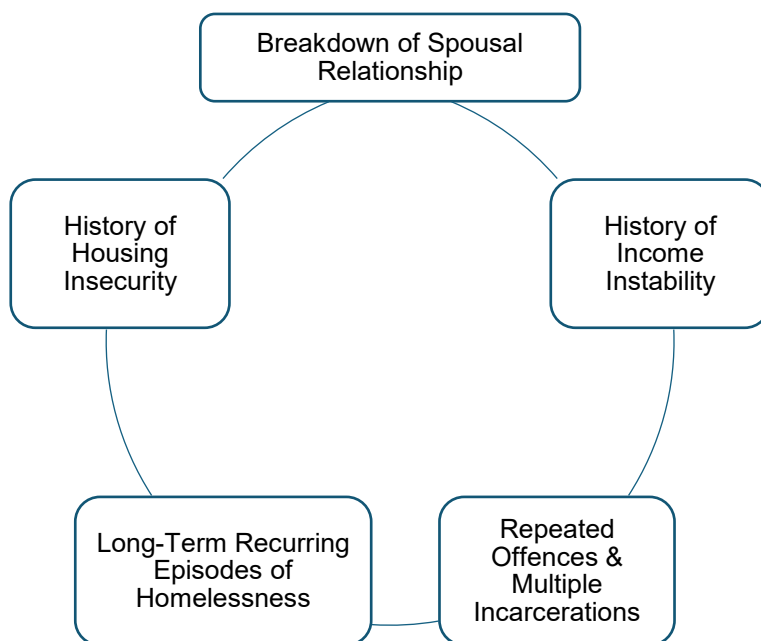 Breakdown of Spousal
Relationship
History of
Housing
Insecurity
History of
Income
Instability
Long-Term Recurring
Episodes of
Homelessness
Repeated
Offences &
Multiple
Incarcerations